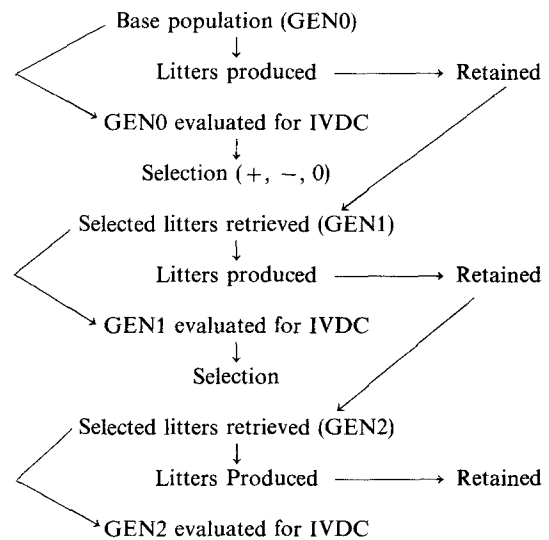 Base population (GEN0)
Litters produced Retained
GEN0 evaluated for IVDC
Selection (+, −, 0)
Selected litters retrieved (GEN1)
Litters produced Retained
GEN1 evaluated for IVDC
Selection
Selected litters retrieved (GEN2)
Litters Produced Retained
GEN2 evaluated for IVDC